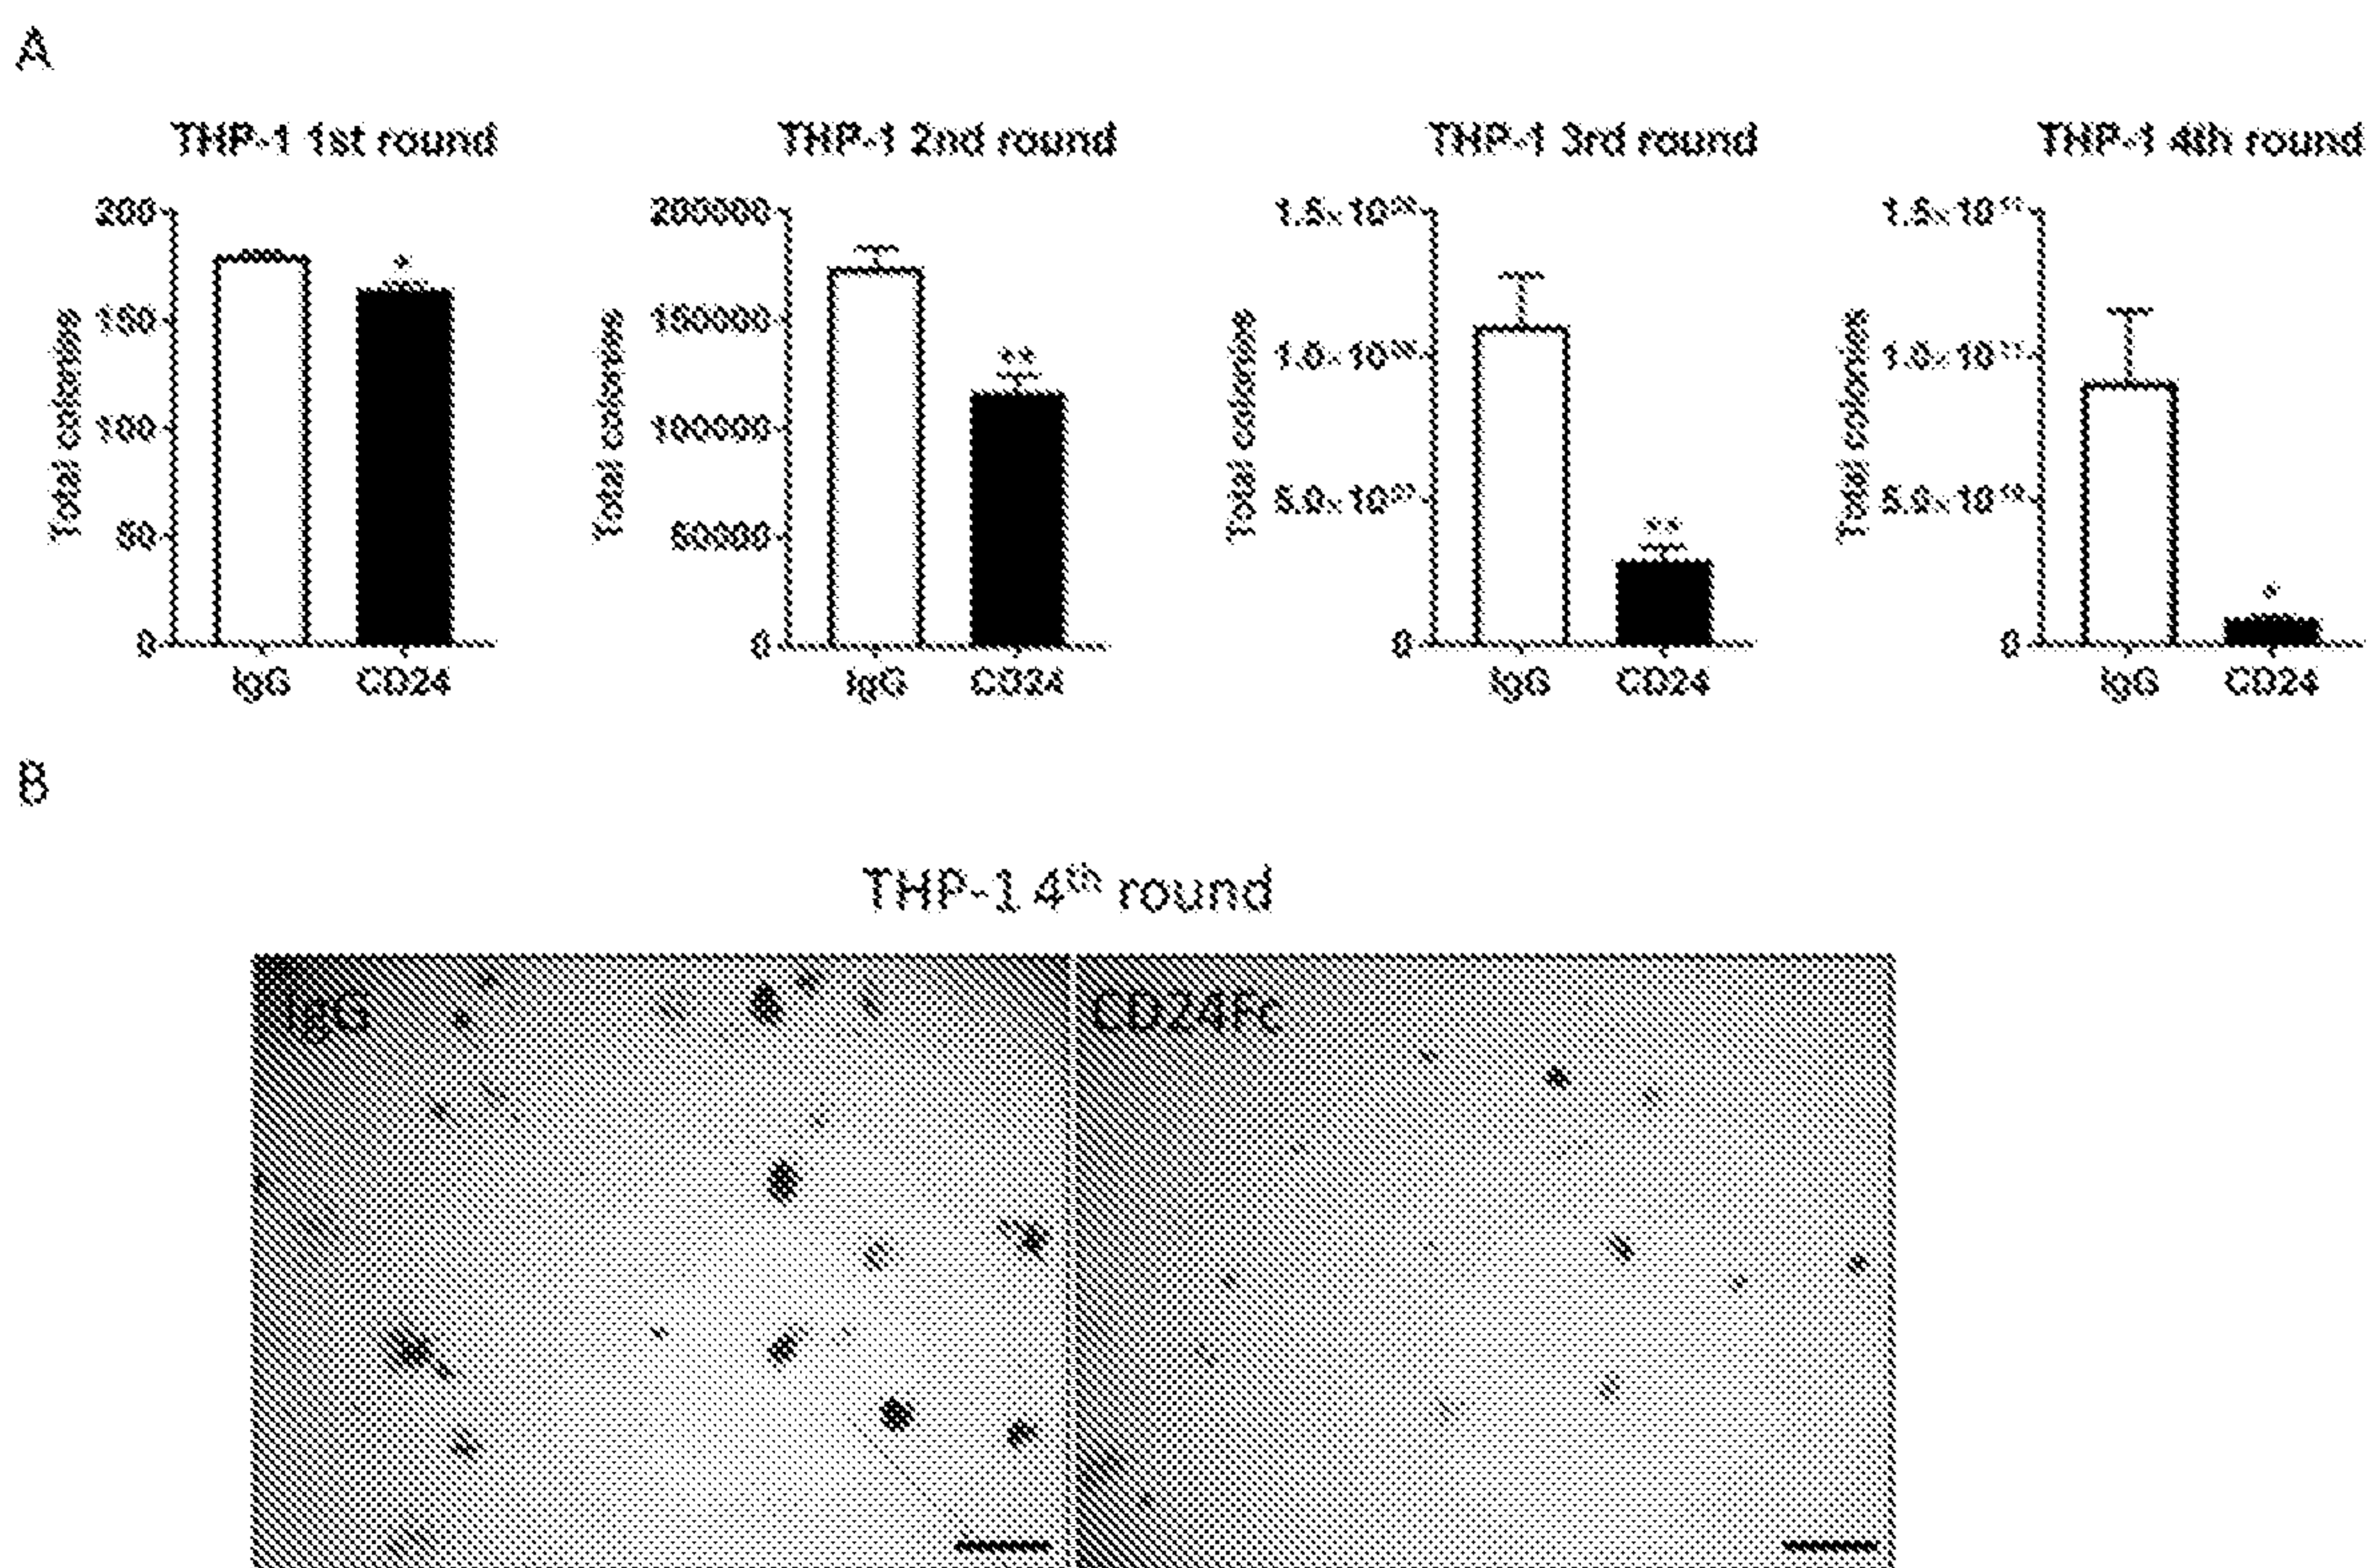 A
THP-1 1st round
THP-1 2nd round
THP-1 3rd round
THP-1 4th round
Total colonies
200
150
100
50
0
IgG
CD24
*
Total colonies
200000
150000
100000
50000
0
IgG
CD24
**
Total colonies
0
IgG
CD24
**
Total colonies
0
IgG
CD24
*
B
THP-1 4th round
IgG
CD24Fc